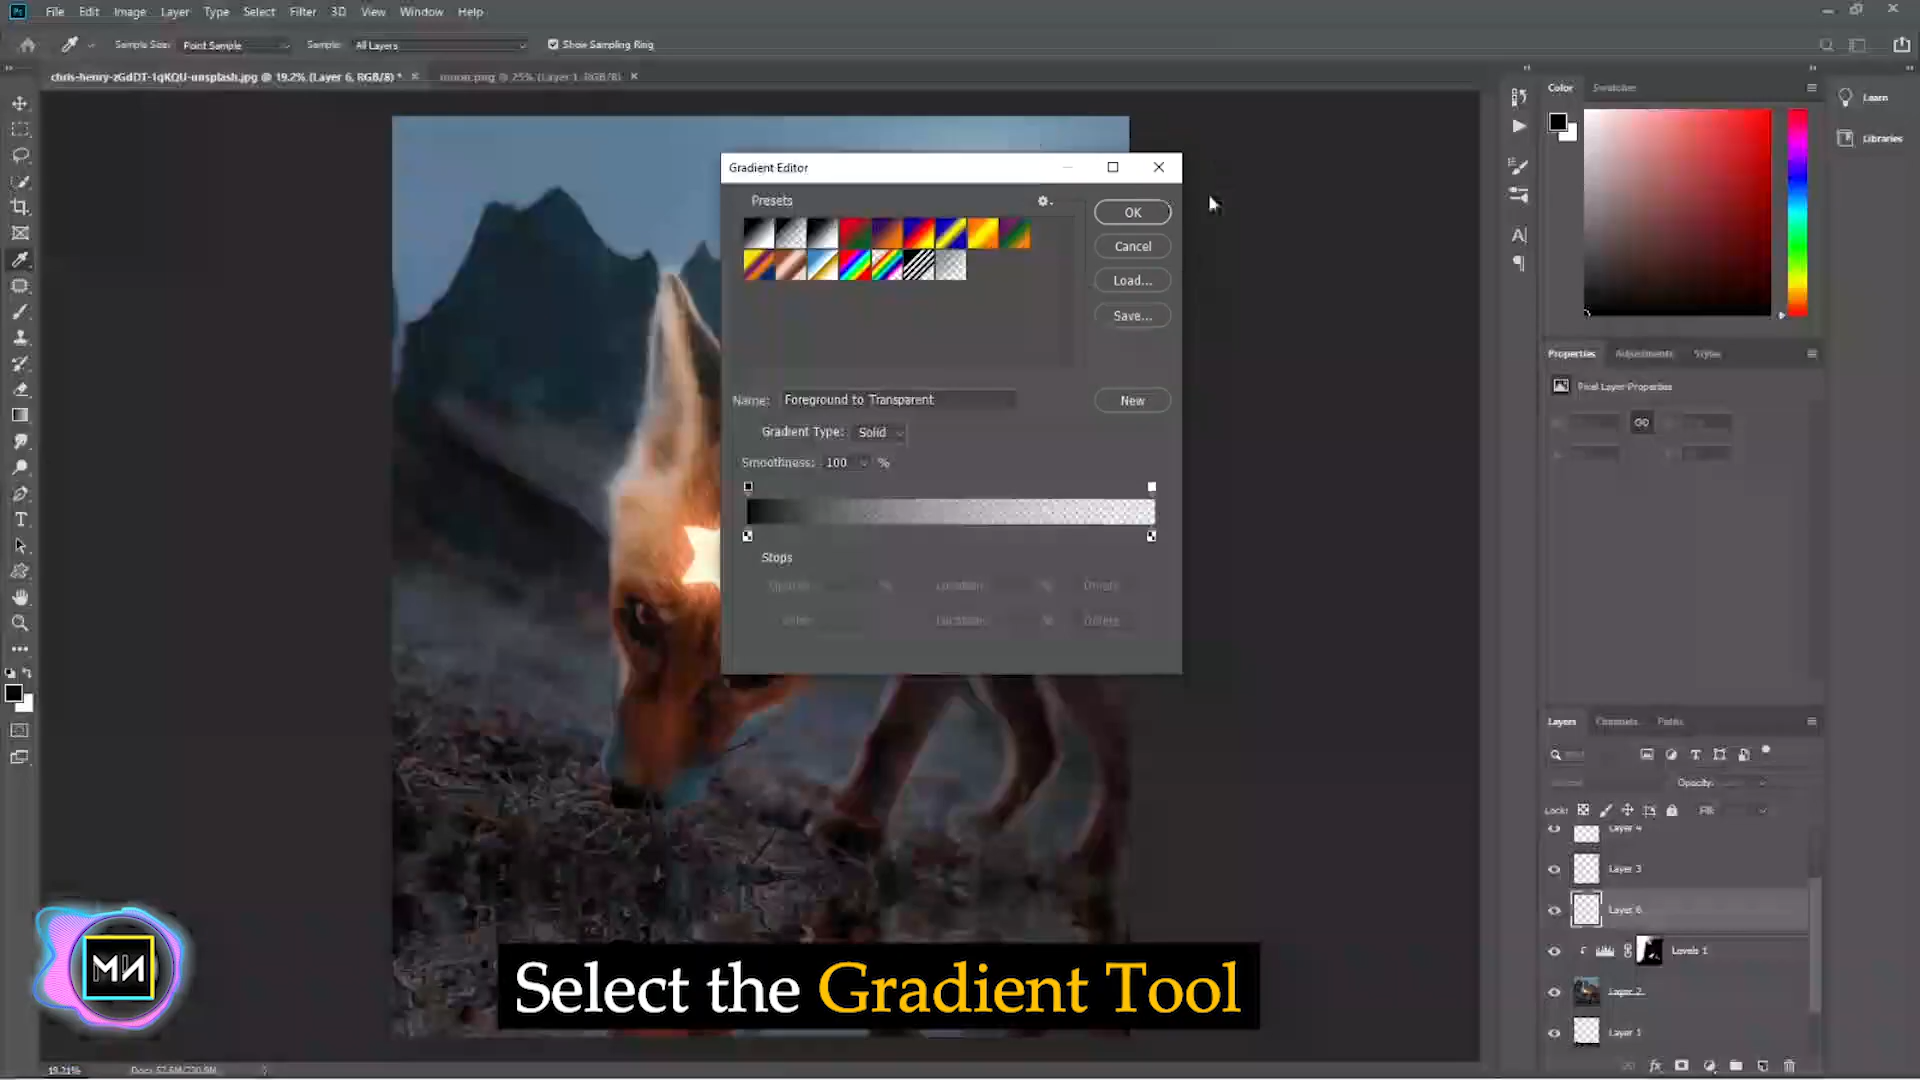 File Edit Image Layer Type Select Filter 3D View Window Help
Sample Size: Point Sample Sample: All Layers Show Sampling Ring
chris-henry-zGdDT-1qKQU-unsplash.jpg @ 19.2% (Layer 6, RGB/8) *
moon.png @ 25% (Layer 1, RGB/8)
Gradient Editor
Presets
OK
Cancel
Load...
Save...
Name: Foreground to Transparent
New
Gradient Type: Solid
Smoothness: 100 %
Stops
Opacity: % Location: % Delete
Color: Location: % Delete
Color Swatches
Learn
Libraries
Properties Adjustments Styles
Pixel Layer Properties
GO
Layers Channels Paths
Opacity:
Lock: Fill:
Layer 4
Layer 3
Layer 6
Levels 1
Layer 2
Layer 1
MN
Select the Gradient Tool
19.21%